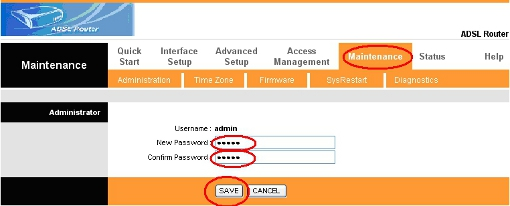 ADSL Router
ADSL Router
Maintenance
Quick Start
Interface Setup
Advanced Setup
Access Management
Maintenance
Status
Help
Administration
Time Zone
Firmware
SysRestart
Diagnostics
Administrator
Username : admin
New Password : •••••
Confirm Password : •••••
SAVE CANCEL